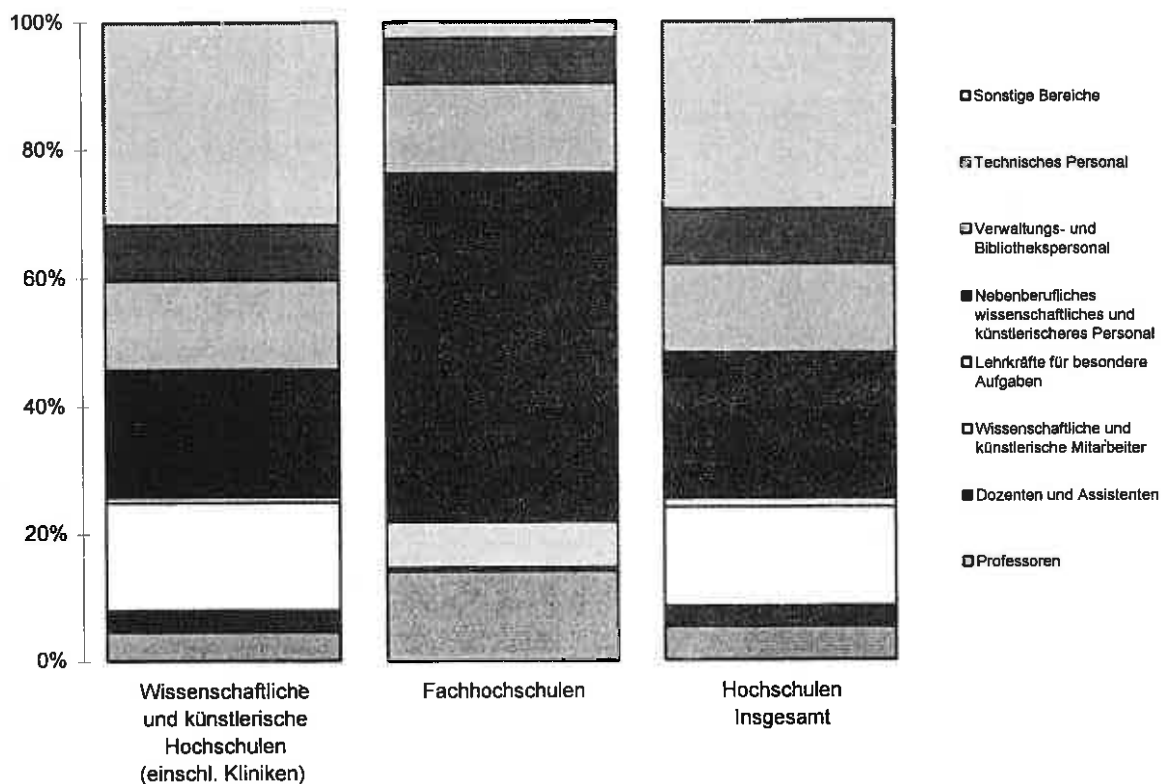 100%
80%
60%
40%
20%
0%
Wissenschaftliche
und künstlerische
Hochschulen
(einschl. Kliniken)
Fachhochschulen
Hochschulen
Insgesamt
Sonstige Bereiche
Technisches Personal
Verwaltungs- und
Bibliothekspersonal
Nebenberufliches
wissenschaftliches und
künstlerischeres Personal
Lehrkräfte für besondere
Aufgaben
Wissenschaftliche und
künstlerische Mitarbeiter
Dozenten und Assistenten
Professoren